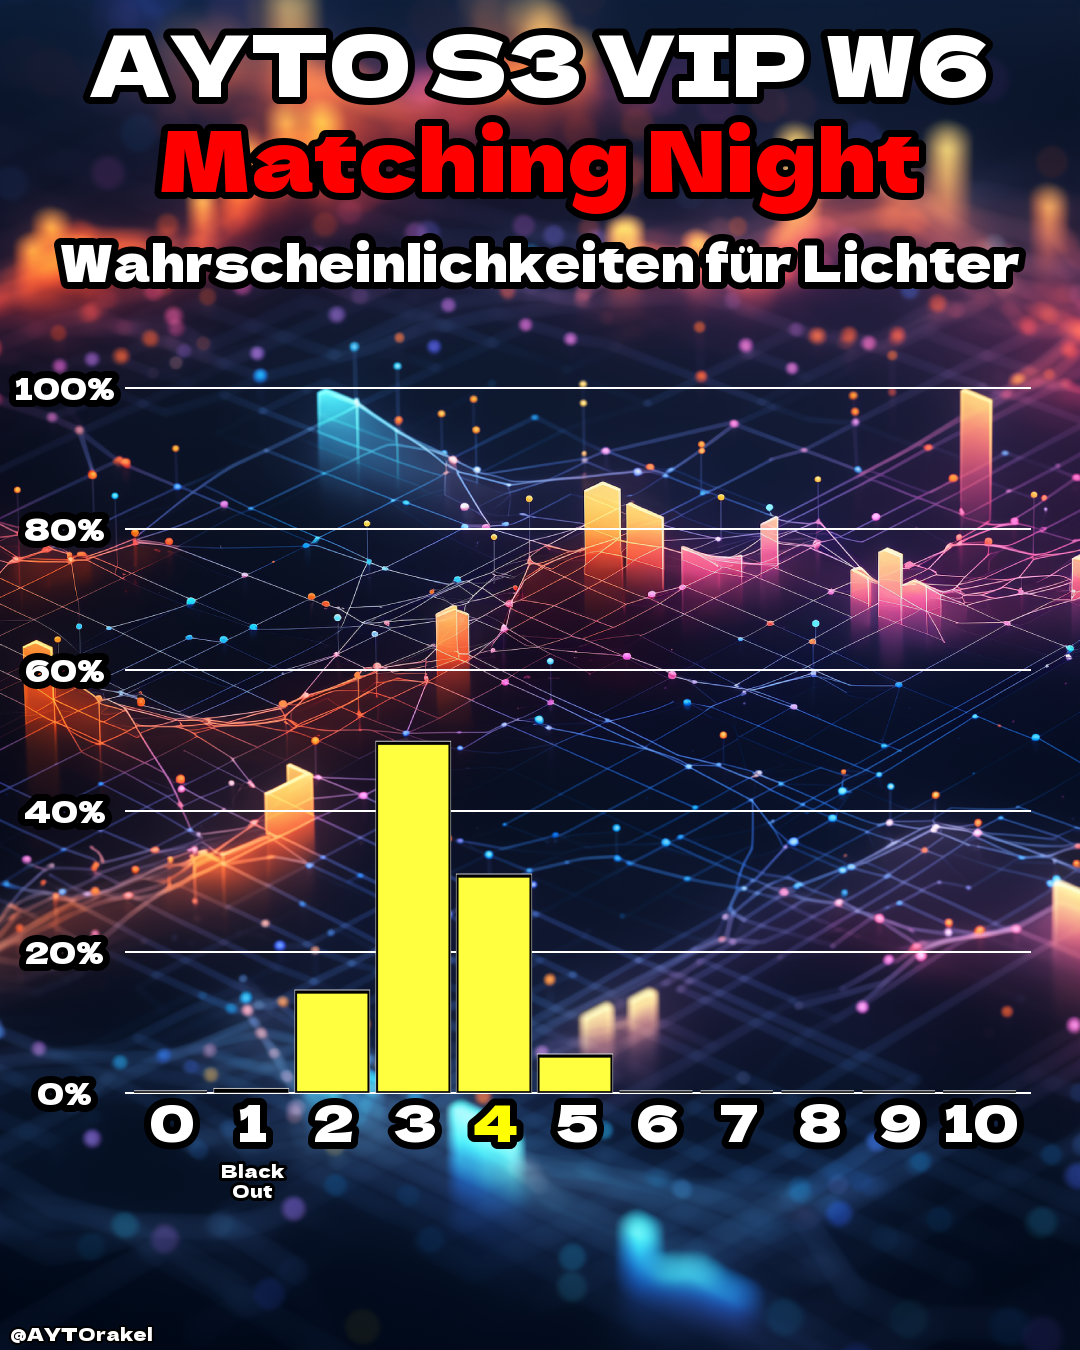 AYTO S3 VIP W6
Matching Night
Wahrscheinlichkeiten für Lichter
100%
80%
60%
40%
20%
0%
0 1 2 3 4 5 6 7 8 9 10
Black
Out
@AYTOrakel